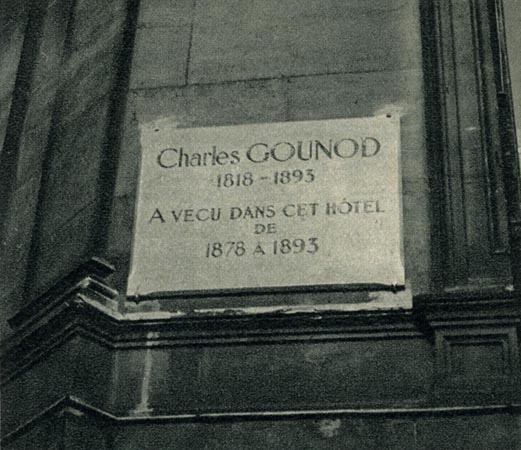 Charles GOUNOD
1818 - 1893
A VECU DANS CET HÔTEL
DE
1878 A 1893